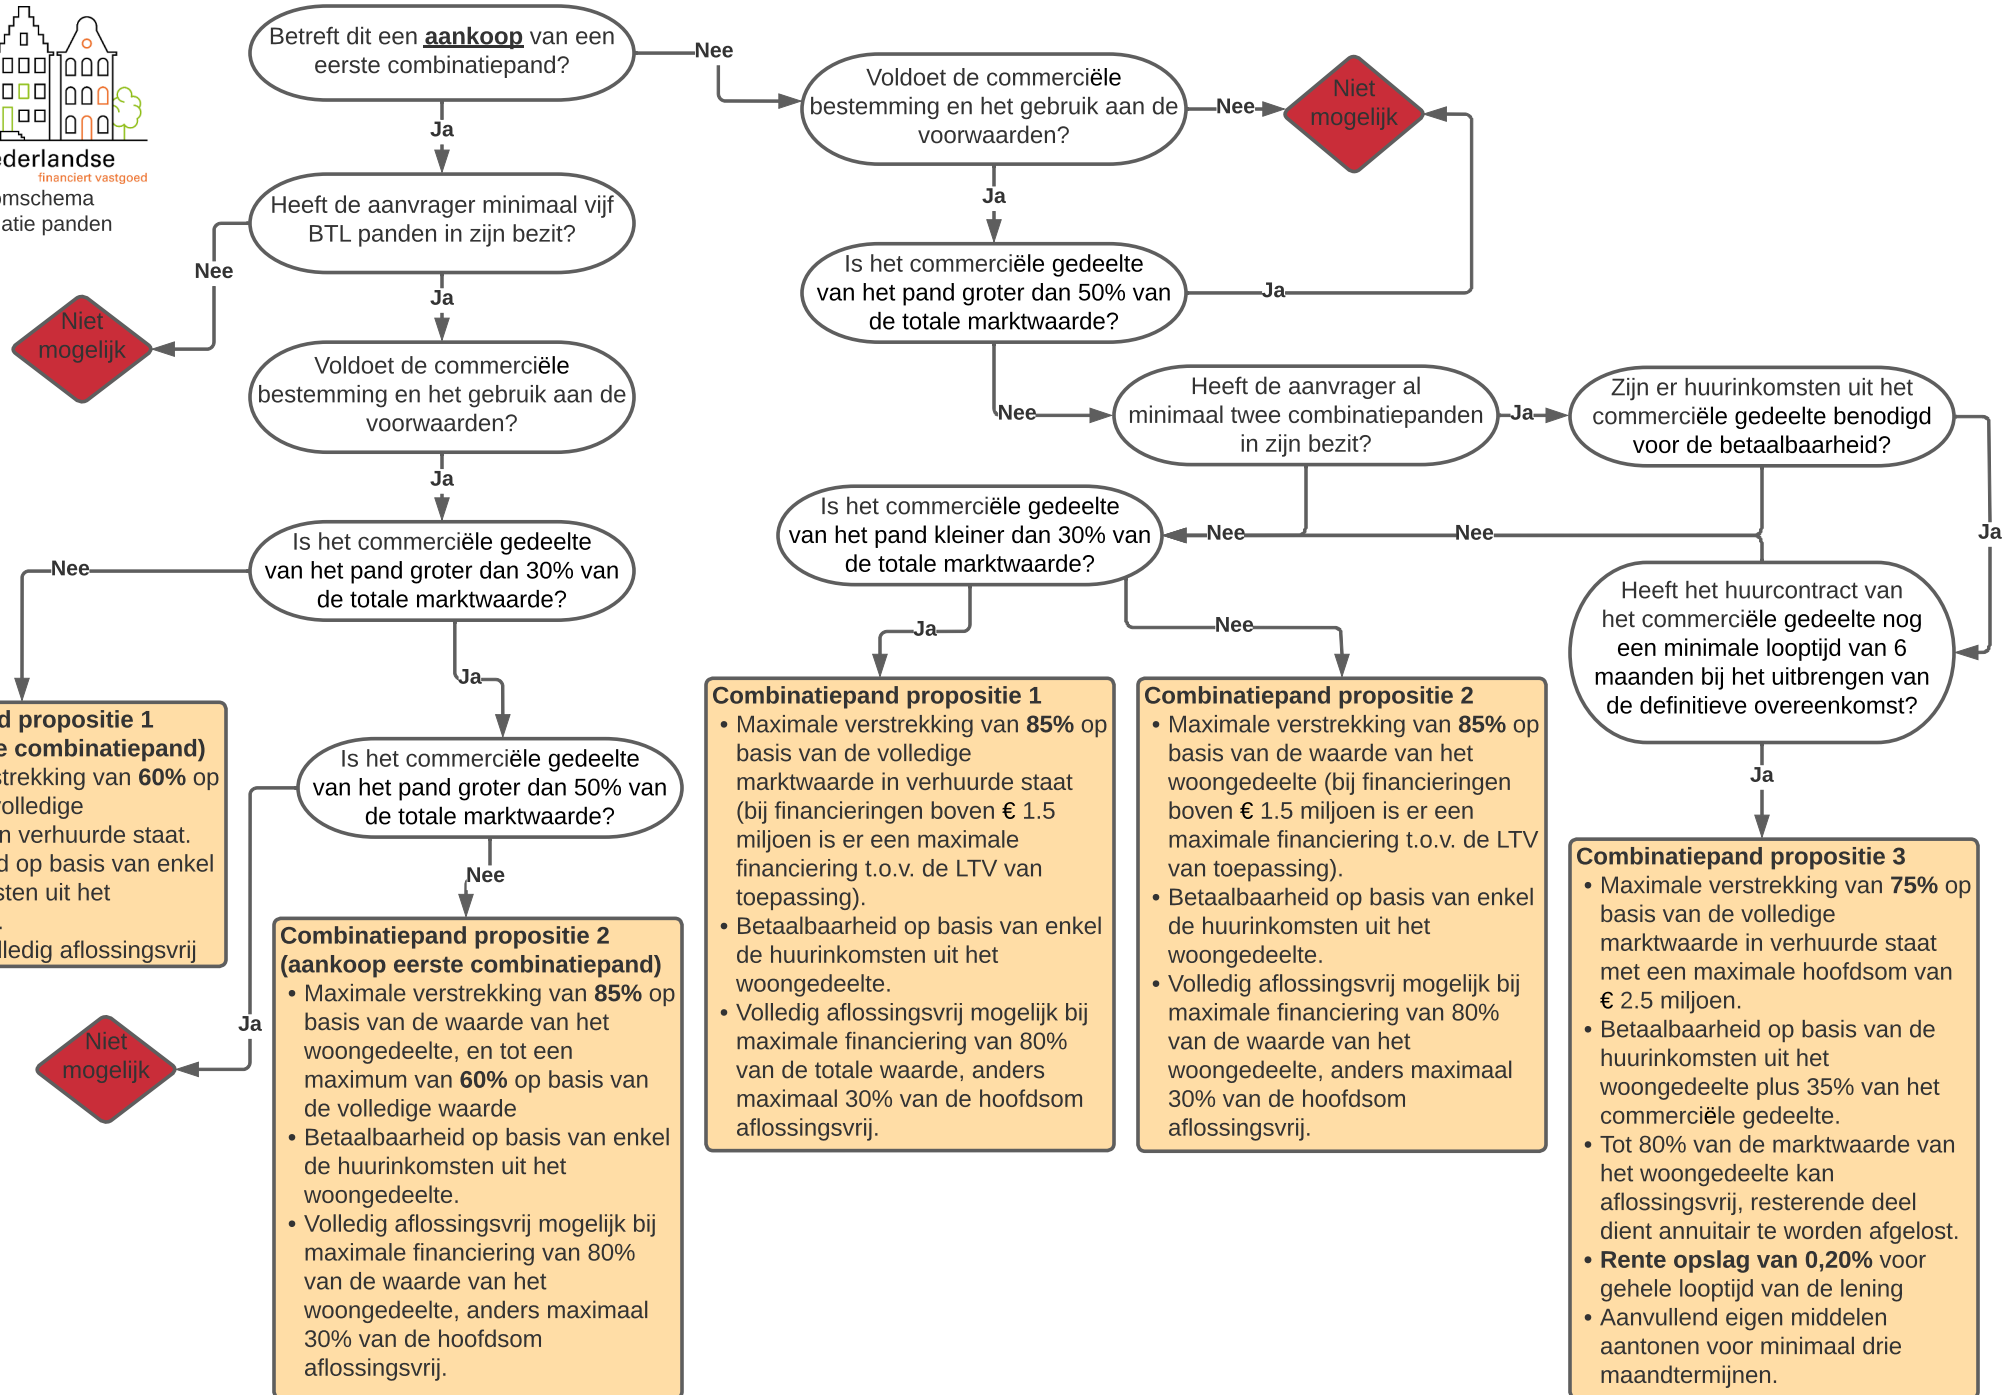 financiert vastgoed
panden
Betreft dit een aankoop van een
eerste combinatiepand?
Nee
Ja
Voldoet de commerciële
bestemming en het gebruik aan de
voorwaarden?
Nee
Niet
mogelijk
Ja
Heeft de aanvrager minimaal vijf
BTL panden in zijn bezit?
Nee
Niet
mogelijk
Ja
Is het commerciële gedeelte
van het pand groter dan 50% van
de totale marktwaarde?
Ja
Nee
Voldoet de commerciële
bestemming en het gebruik aan de
voorwaarden?
Ja
Heeft de aanvrager al
minimaal twee combinatiepanden
in zijn bezit?
Ja
Zijn er huurinkomsten uit het
commerciële gedeelte benodigd
voor de betaalbaarheid?
Ja
Is het commerciële gedeelte
van het pand kleiner dan 30% van
de totale marktwaarde?
Nee
Nee
Ja
Nee
Is het commerciële gedeelte
van het pand groter dan 30% van
de totale marktwaarde?
Nee
Ja
Heeft het huurcontract van
het commerciële gedeelte nog
een minimale looptijd van 6
maanden bij het uitbrengen van
de definitieve overeenkomst?
Ja
propositie 1
combinatiepand)
van 60% op
verhuurde staat.
op basis van enkel
uit het
aflossingsvrij
Is het commerciële gedeelte
van het pand groter dan 50% van
de totale marktwaarde?
Ja
Niet
mogelijk
Nee
Combinatiepand propositie 2
(aankoop eerste combinatiepand)
• Maximale verstrekking van 85% op
basis van de waarde van het
woongedeelte, en tot een
maximum van 60% op basis van
de volledige waarde
• Betaalbaarheid op basis van enkel
de huurinkomsten uit het
woongedeelte.
• Volledig aflossingsvrij mogelijk bij
maximale financiering van 80%
van de waarde van het
woongedeelte, anders maximaal
30% van de hoofdsom
aflossingsvrij.
Combinatiepand propositie 1
• Maximale verstrekking van 85% op
basis van de volledige
marktwaarde in verhuurde staat
(bij financieringen boven € 1.5
miljoen is er een maximale
financiering t.o.v. de LTV van
toepassing).
• Betaalbaarheid op basis van enkel
de huurinkomsten uit het
woongedeelte.
• Volledig aflossingsvrij mogelijk bij
maximale financiering van 80%
van de totale waarde, anders
maximaal 30% van de hoofdsom
aflossingsvrij.
Combinatiepand propositie 2
• Maximale verstrekking van 85% op
basis van de waarde van het
woongedeelte (bij financieringen
boven € 1.5 miljoen is er een
maximale financiering t.o.v. de LTV
van toepassing).
• Betaalbaarheid op basis van enkel
de huurinkomsten uit het
woongedeelte.
• Volledig aflossingsvrij mogelijk bij
maximale financiering van 80%
van de waarde van het
woongedeelte, anders maximaal
30% van de hoofdsom
aflossingsvrij.
Combinatiepand propositie 3
• Maximale verstrekking van 75% op
basis van de volledige
marktwaarde in verhuurde staat
met een maximale hoofdsom van
€ 2.5 miljoen.
• Betaalbaarheid op basis van de
huurinkomsten uit het
woongedeelte plus 35% van het
commerciële gedeelte.
• Tot 80% van de marktwaarde van
het woongedeelte kan
aflossingsvrij, resterende deel
dient annuitair te worden afgelost.
• Rente opslag van 0,20% voor
gehele looptijd van de lening
• Aanvullend eigen middelen
aantonen voor minimaal drie
maandtermijnen.